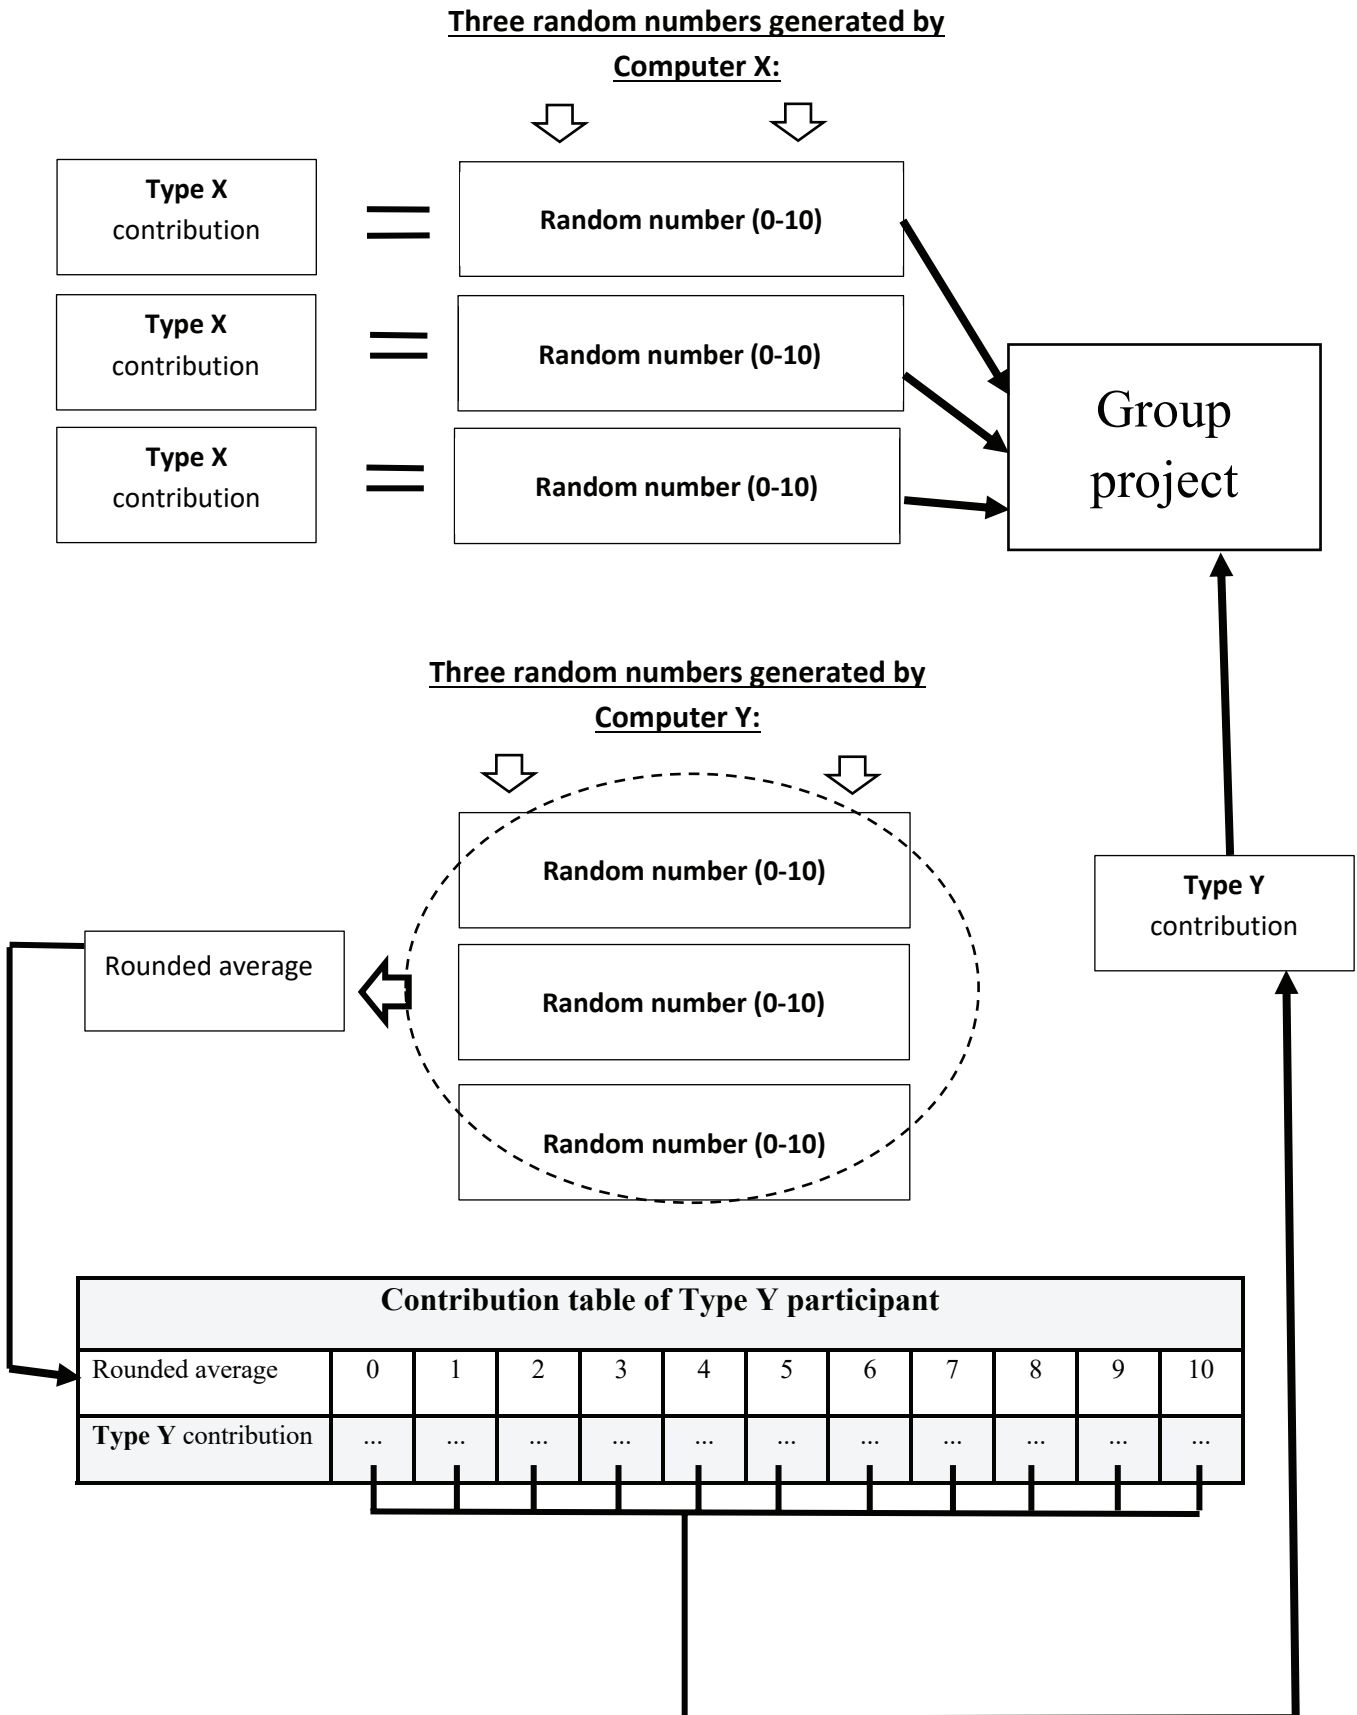 Three random numbers generated by
Computer X:
Type X
contribution
Random number (0-10)
Type X
contribution
Random number (0-10)
Type X
contribution
Random number (0-10)
Group
project
Three random numbers generated by
Computer Y:
Random number (0-10)
Type Y
contribution
Rounded average
Random number (0-10)
Random number (0-10)
Contribution table of Type Y participant
Rounded average 0 1 2 3 4 5 6 7 8 9 10
Type Y contribution ... ... ... ... ... ... ... ... ... ... ...